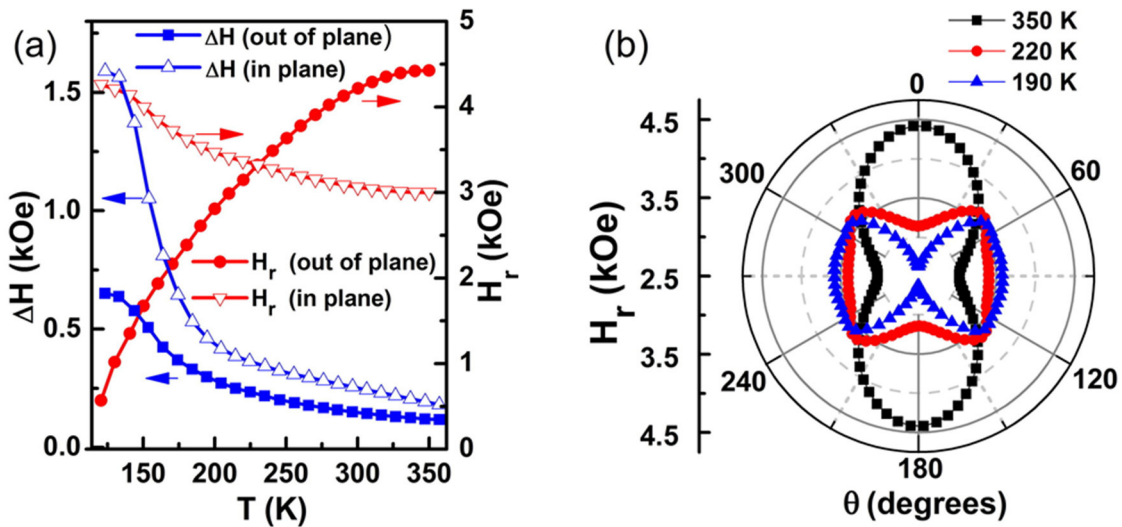 (a)
ΔH (out of plane)
ΔH (in plane)
H_r (out of plane)
H_r (in plane)
ΔH (kOe)
1.5
1.0
0.5
0.0
5
4
3
2
1
0
H_r (kOe)
150 200 250 300 350
T (K)
(b)
350 K
220 K
190 K
0
60
120
180
240
300
4.5
3.5
2.5
3.5
4.5
H_r (kOe)
θ (degrees)